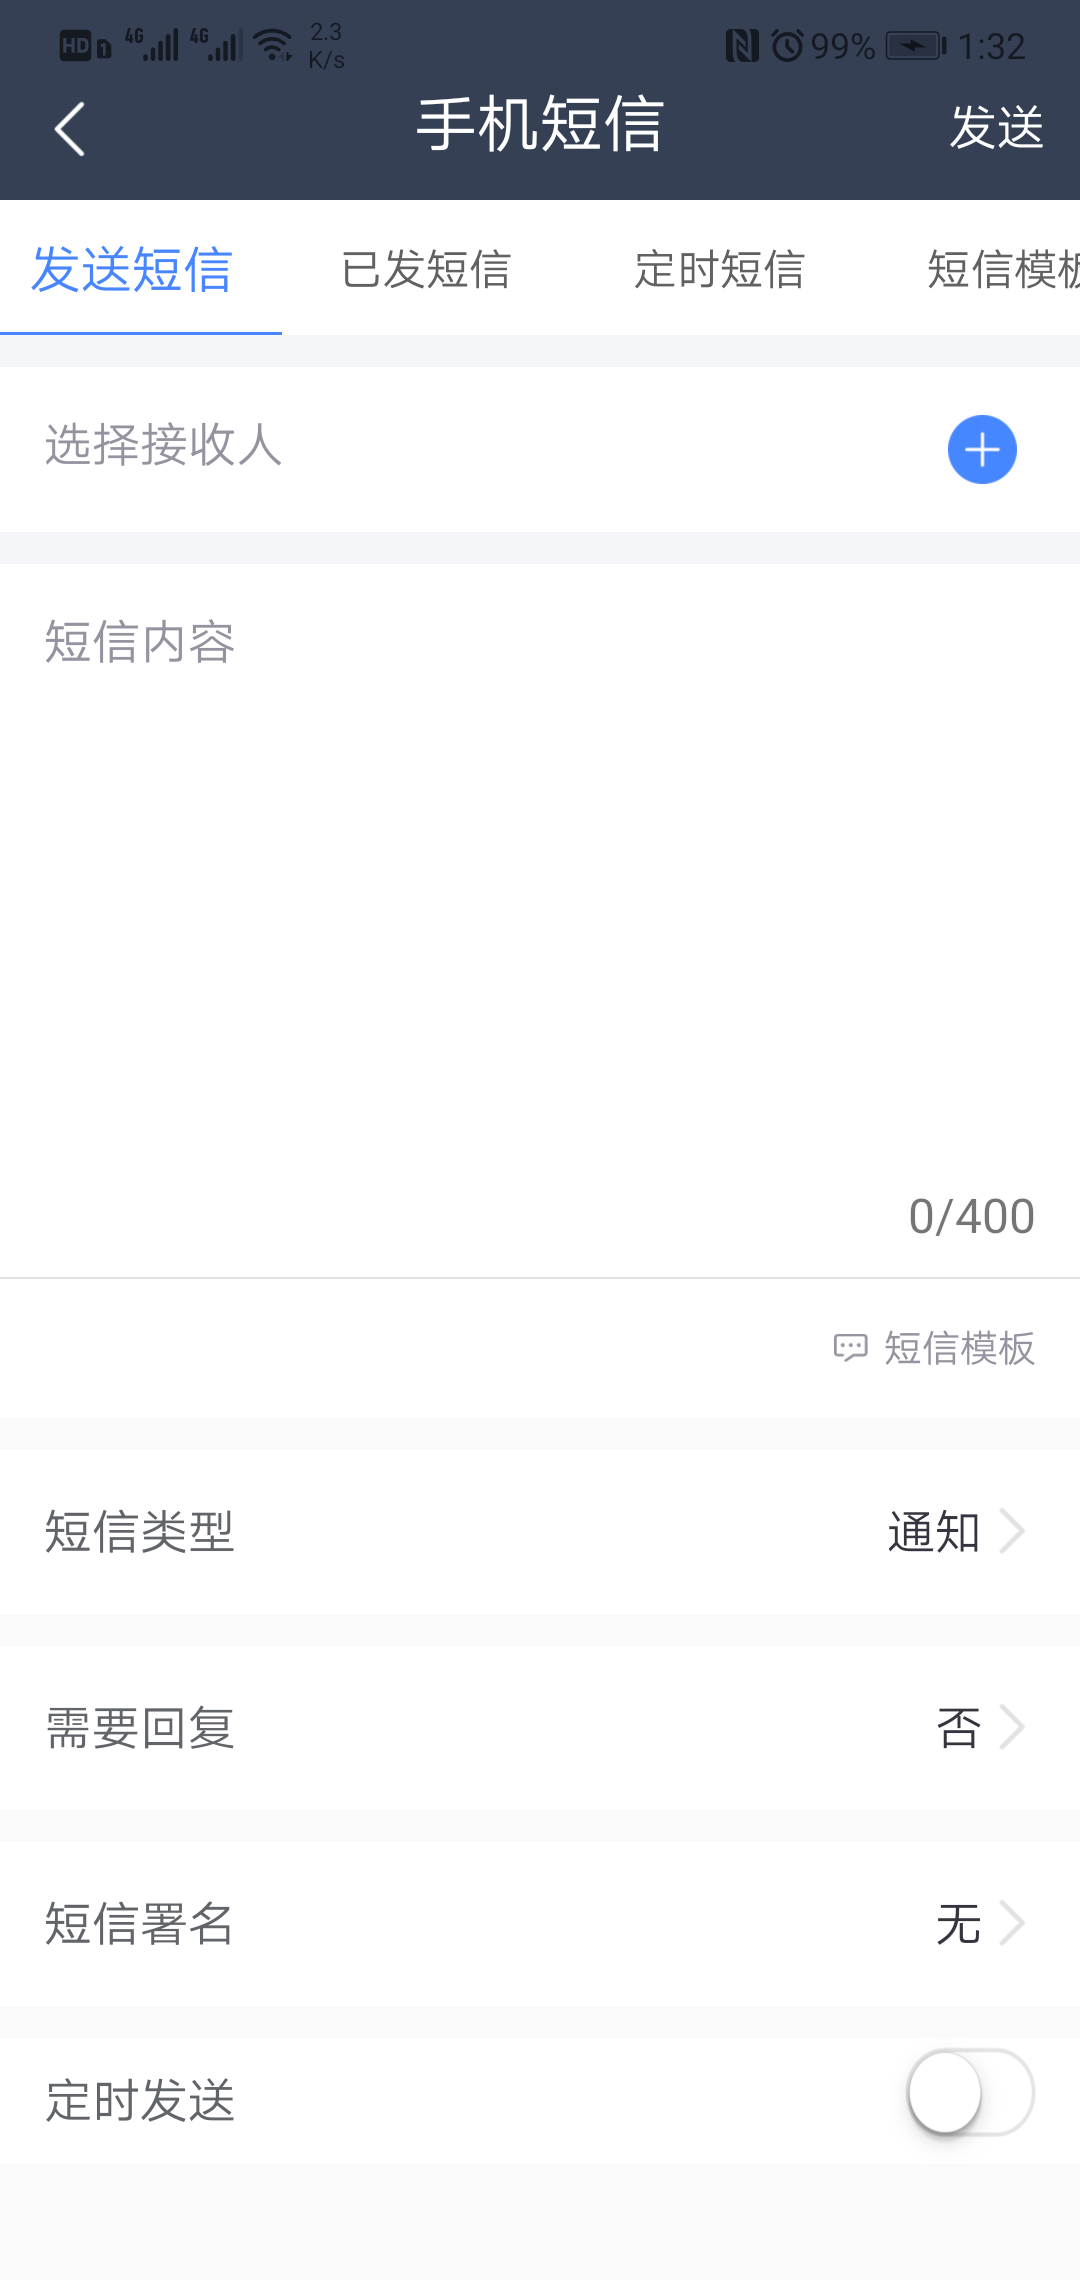 HD 1 4G 4G 2.3 K/s 99% 1:32
手机短信
发送
发送短信 已发短信 定时短信 短信模板
选择接收人
短信内容
0/400
短信模板
短信类型 通知
需要回复 否
短信署名 无
定时发送